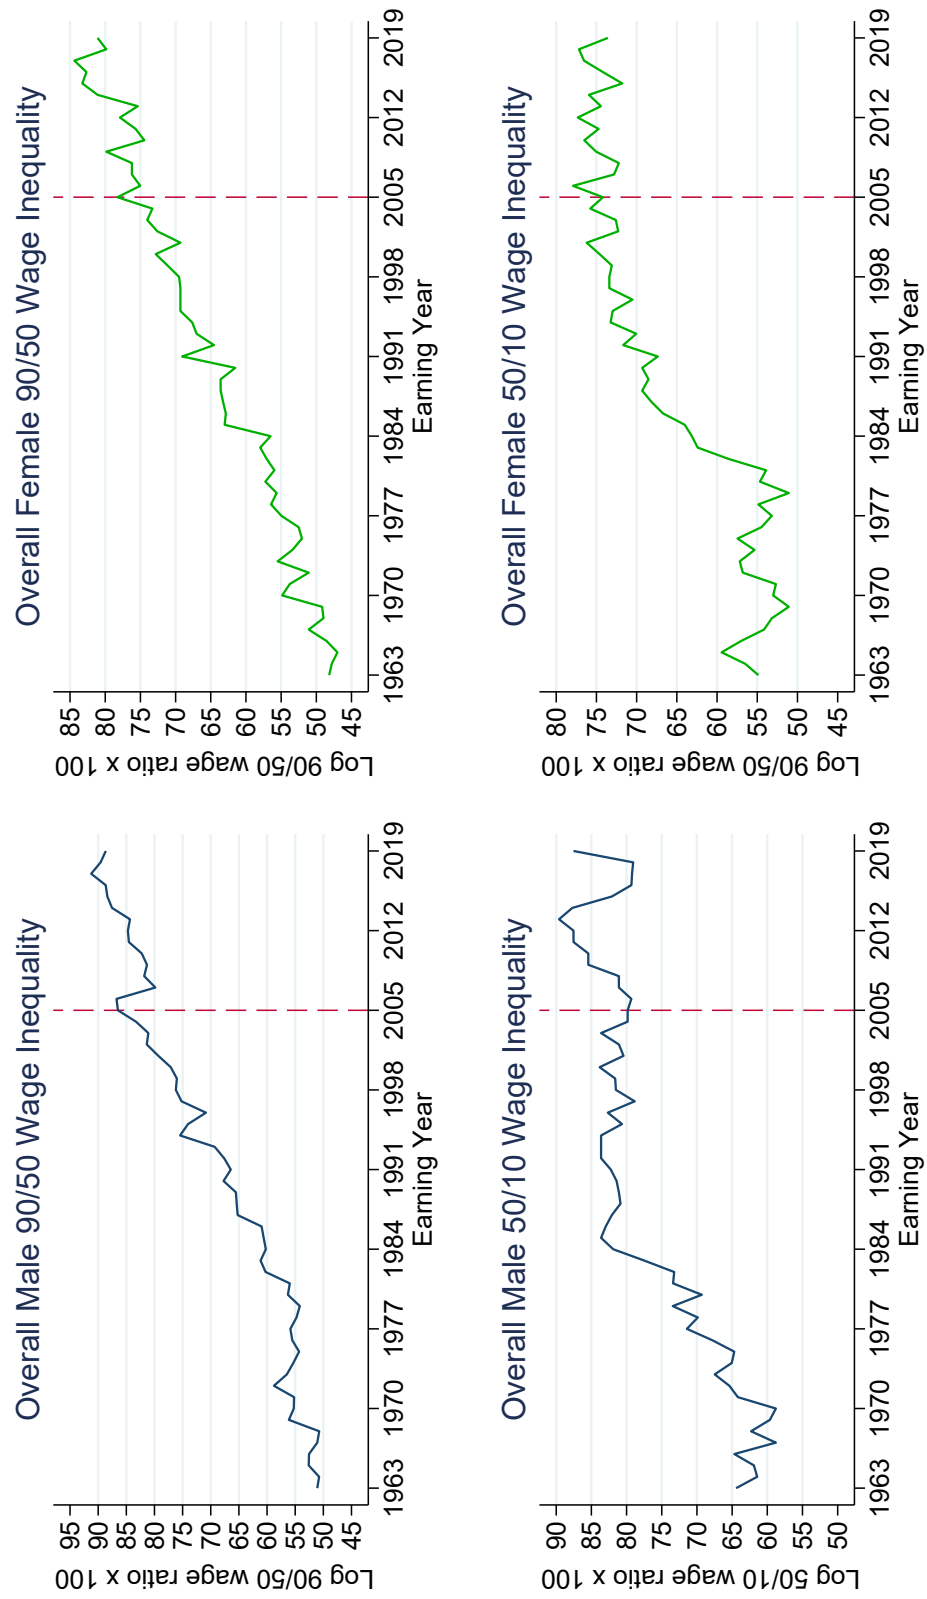 Overall Male 90/50 Wage Inequality
Log 90/50 wage ratio x 100
95
90
85
80
75
70
65
60
55
50
45
1963 1970 1977 1984 1991 1998 2005 2012 2019
Earning Year
Overall Female 90/50 Wage Inequality
Log 90/50 wage ratio x 100
85
80
75
70
65
60
55
50
45
1963 1970 1977 1984 1991 1998 2005 2012 2019
Earning Year
Overall Male 50/10 Wage Inequality
Log 50/10 wage ratio x 100
90
85
80
75
70
65
60
55
50
1963 1970 1977 1984 1991 1998 2005 2012 2019
Earning Year
Overall Female 50/10 Wage Inequality
Log 90/50 wage ratio x 100
80
75
70
65
60
55
50
45
1963 1970 1977 1984 1991 1998 2005 2012 2019
Earning Year